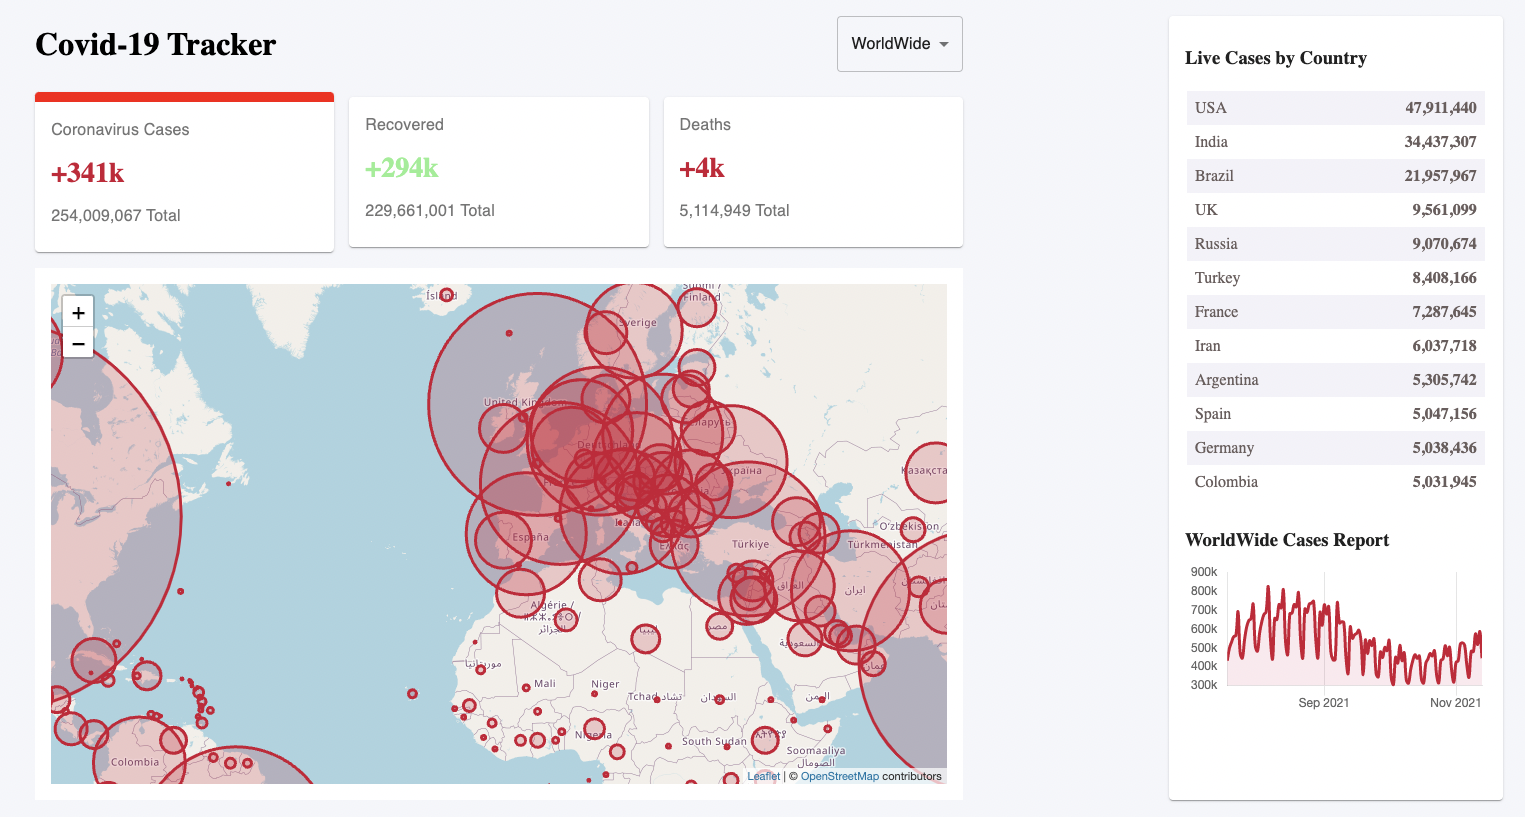 Covid-19 Tracker
WorldWide
Coronavirus Cases
+341k
254,009,067 Total
Recovered
+294k
229,661,001 Total
Deaths
+4k
5,114,949 Total
+
−
Ísland
Suomi /
Finland
Sverige
United Kingdom
Deutschland
Україна
Казақста
Italia
España
Ελλάς
Türkiye
O'zbekiston
Türkmenistan
العراق
ایران
Algérie /
الجزائر
ليبيا
مصر
السعودية
عمان
موريتانيا
Mali
Niger
Tchad تشاد
السودان
اليمن
Nigeria
South Sudan
Soomaaliya
الصومال
Colombia
Leaflet | © OpenStreetMap contributors
Live Cases by Country
USA 47,911,440
India 34,437,307
Brazil 21,957,967
UK 9,561,099
Russia 9,070,674
Turkey 8,408,166
France 7,287,645
Iran 6,037,718
Argentina 5,305,742
Spain 5,047,156
Germany 5,038,436
Colombia 5,031,945
WorldWide Cases Report
900k
800k
700k
600k
500k
400k
300k
Sep 2021
Nov 2021